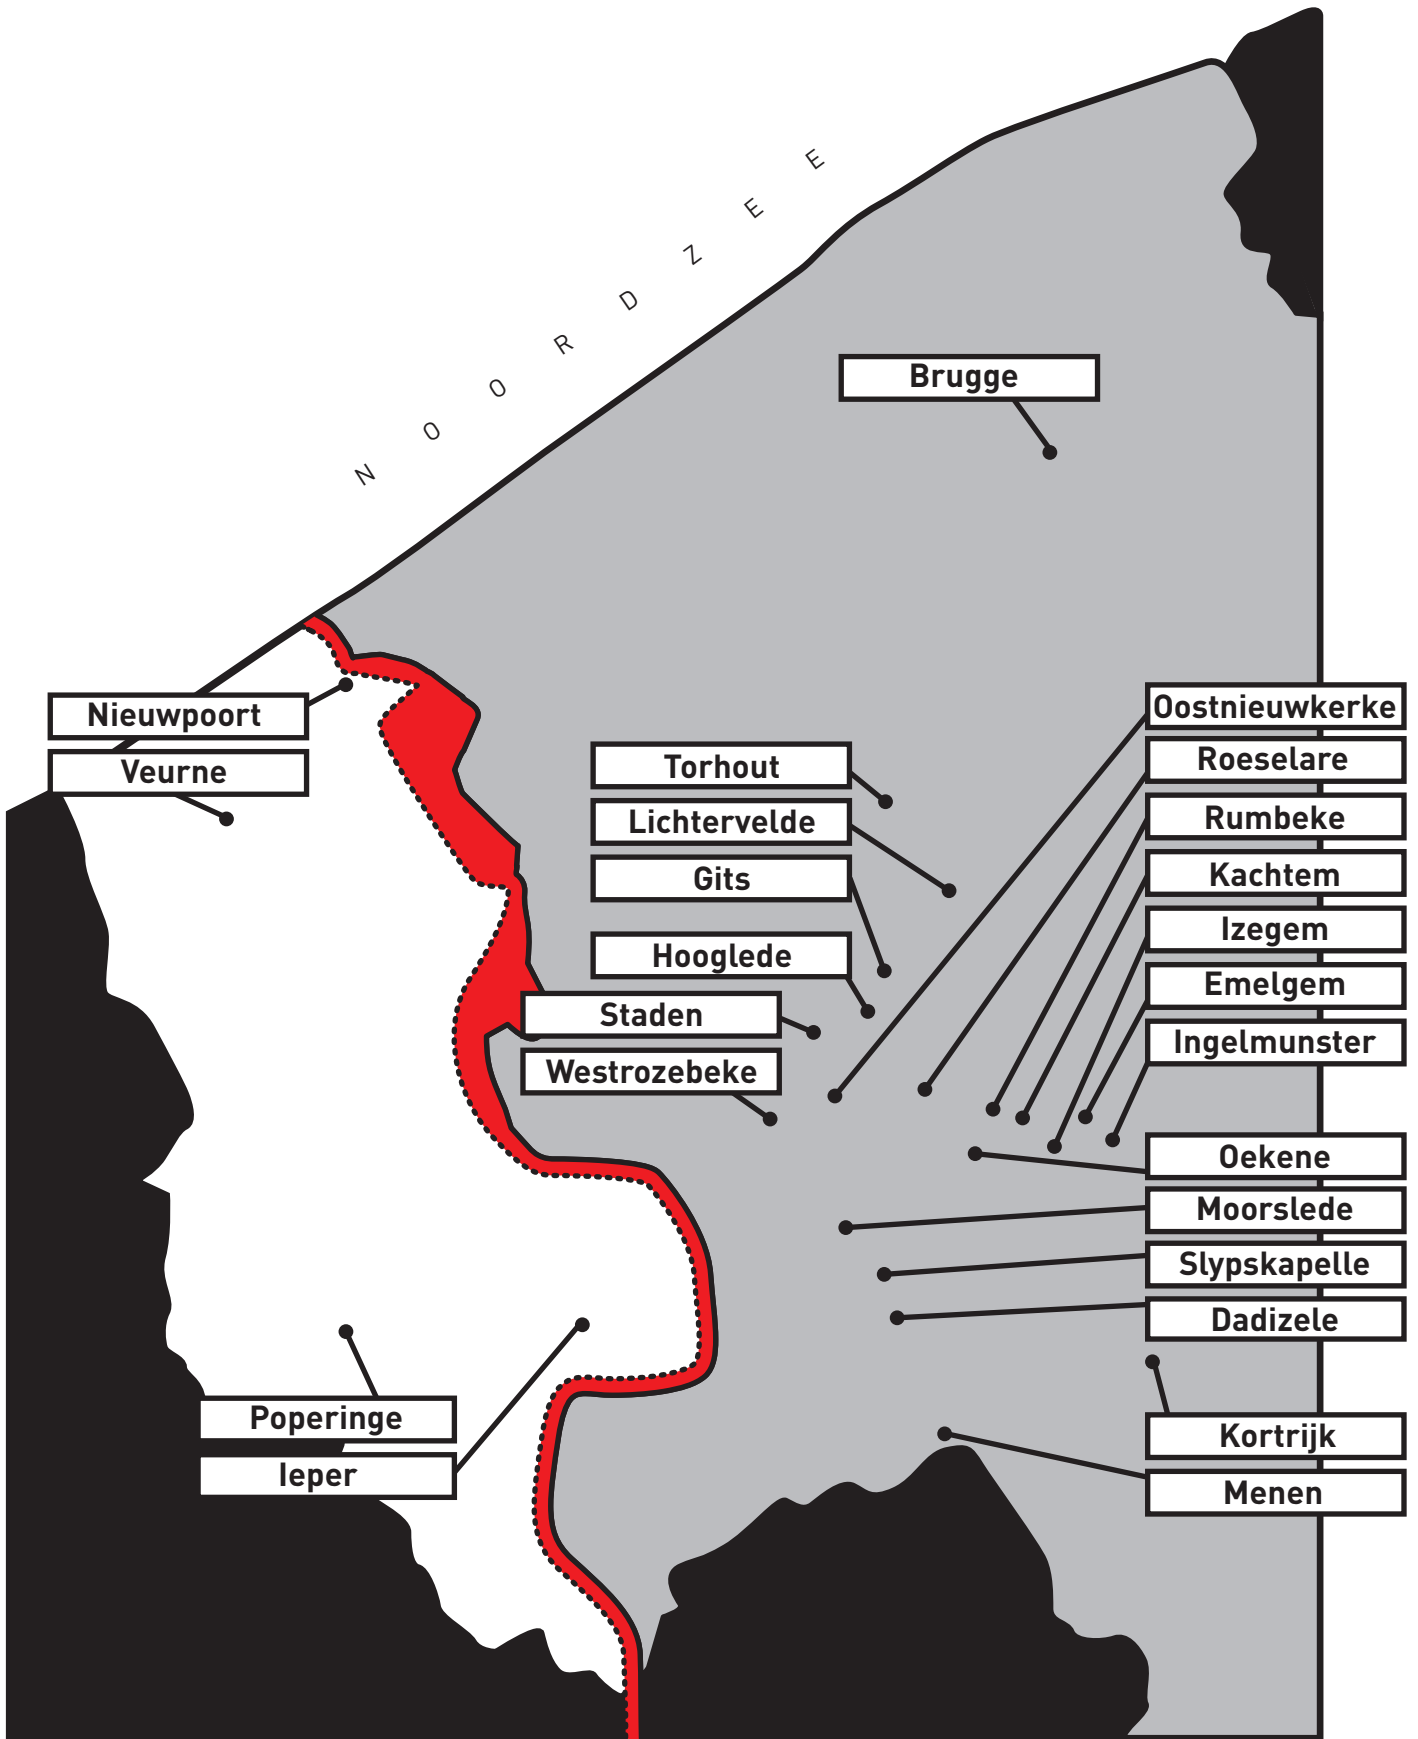 NOORDZEE
Brugge
Nieuwpoort
Veurne
Torhout
Lichtervelde
Gits
Hooglede
Staden
Westrozebeke
Oostnieuwkerke
Roeselare
Rumbeke
Kachtem
Izegem
Emelgem
Ingelmunster
Oekene
Moorslede
Slypskapelle
Dadizele
Kortrijk
Menen
Poperinge
Ieper